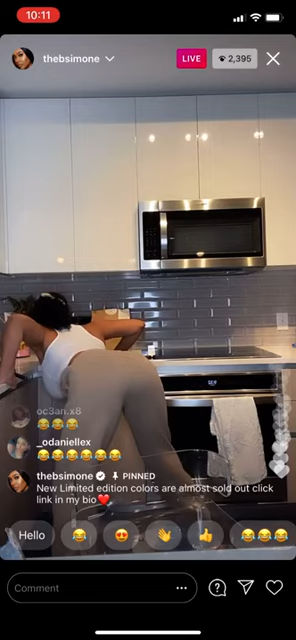 10:11
thebsimone
LIVE
2,395
oc3an.x8
😂😂😂
_odaniellex
😂😂😂😂😂😂
thebsimone PINNED
New Limited edition colors are almost sold out click
link in my bio❤️
Hello 😂 😍 👋 👍 😂😂😂
Comment